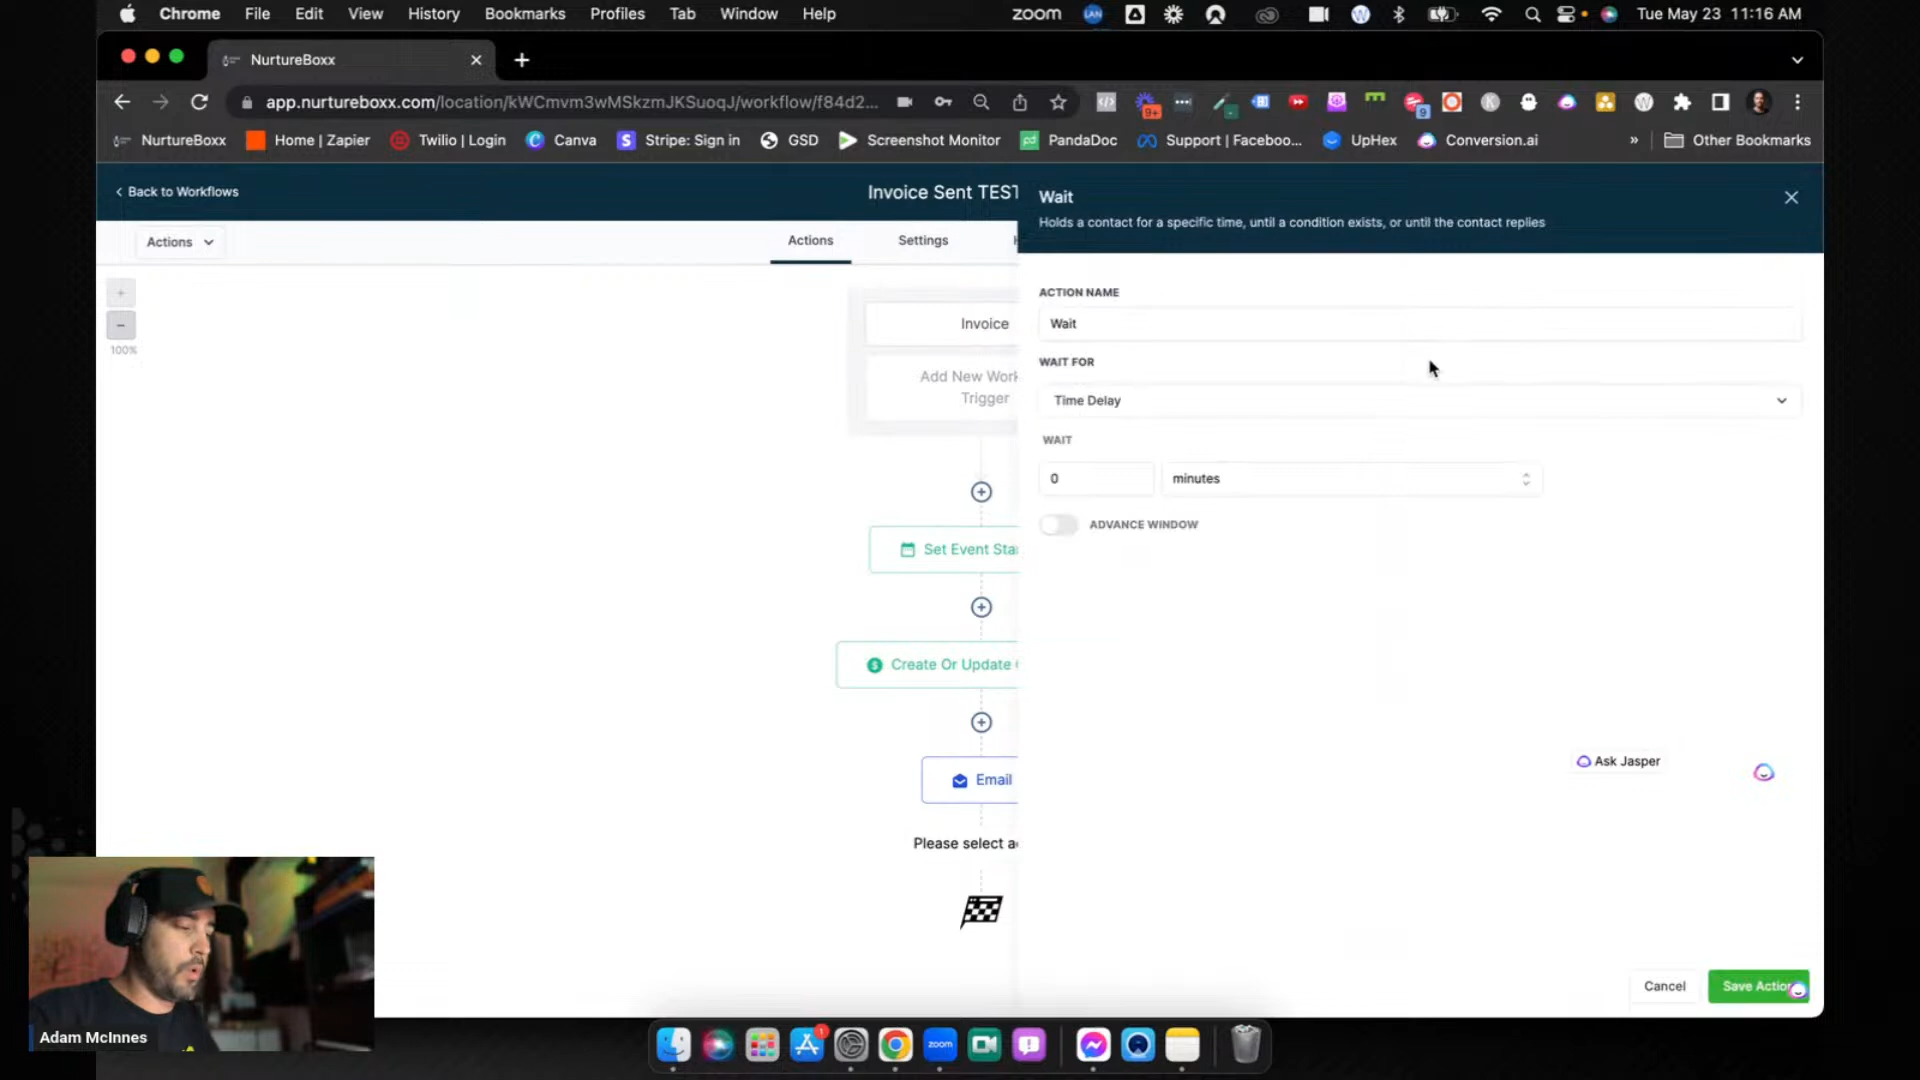 Chrome File Edit View History Bookmarks Profiles Tab Window Help zoom LAN Tue May 23 11:16 AM
NurtureBoxx
app.nurtureboxx.com/location/kWCmvm3wMSkzmJKSuoqJ/workflow/f84d2...
NurtureBoxx Home | Zapier Twilio | Login Canva Stripe: Sign in GSD Screenshot Monitor PandaDoc Support | Faceboo... UpHex Conversion.ai » Other Bookmarks
Back to Workflows
Invoice Sent TEST
Wait
Holds a contact for a specific time, until a condition exists, or until the contact replies
Actions
Actions
Settings
100%
Invoice
Add New Work
Trigger
Set Event Sta
Create Or Update
Email
Please select a
ACTION NAME
Wait
WAIT FOR
Time Delay
WAIT
0
minutes
ADVANCE WINDOW
Ask Jasper
Cancel
Save Action
Adam McInnes
zoom